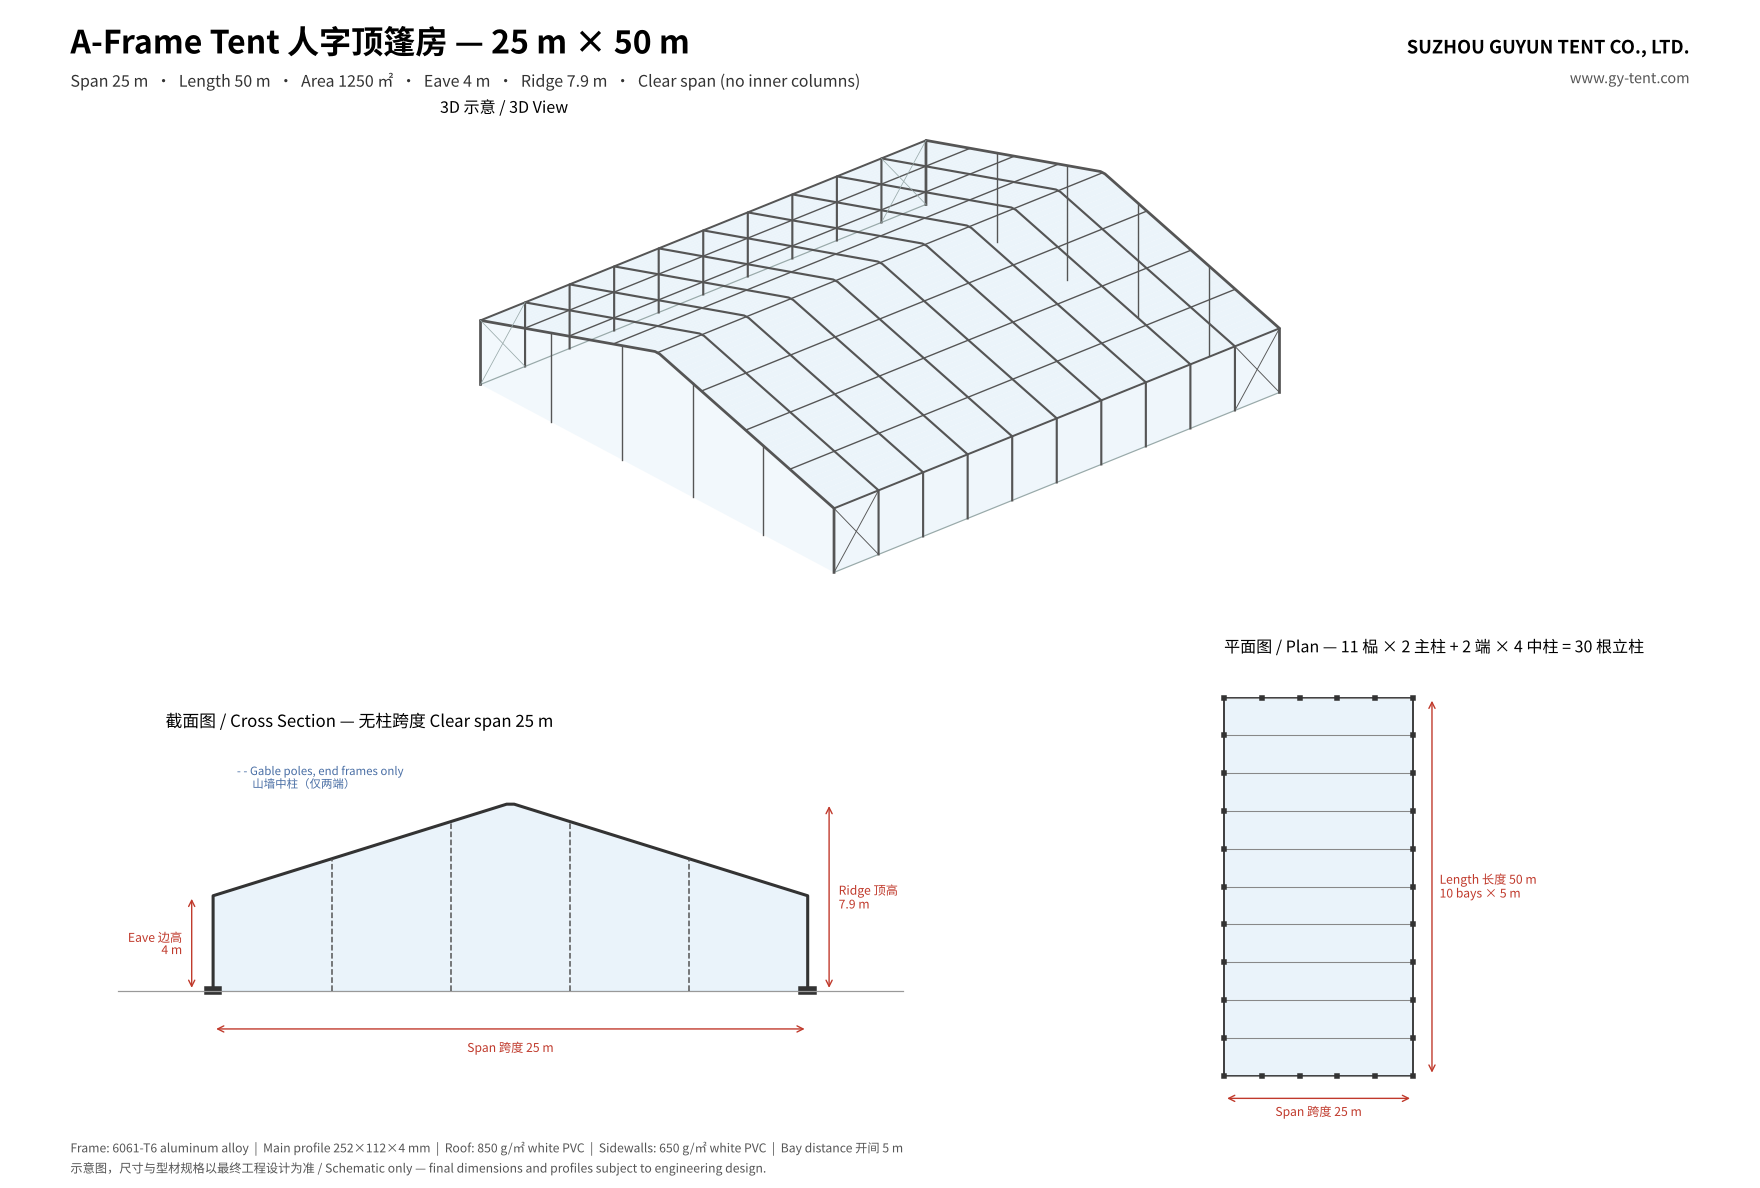 A-Frame Tent 人字顶篷房 — 25 m × 50 m
SUZHOU GUYUN TENT CO., LTD.
Span 25 m • Length 50 m • Area 1250 ㎡ • Eave 4 m • Ridge 7.9 m • Clear span (no inner columns)
www.gy-tent.com
3D 示意 / 3D View
平面图 / Plan — 11 榀 × 2 主柱 + 2 端 × 4 中柱 = 30 根立柱
截面图 / Cross Section — 无柱跨度 Clear span 25 m
- - Gable poles, end frames only
山墙中柱（仅两端）
Ridge 顶高
7.9 m
Eave 边高
4 m
Span 跨度 25 m
Length 长度 50 m
10 bays × 5 m
Span 跨度 25 m
Frame: 6061-T6 aluminum alloy | Main profile 252×112×4 mm | Roof: 850 g/㎡ white PVC | Sidewalls: 650 g/㎡ white PVC | Bay distance 开间 5 m
示意图，尺寸与型材规格以最终工程设计为准 / Schematic only — final dimensions and profiles subject to engineering design.